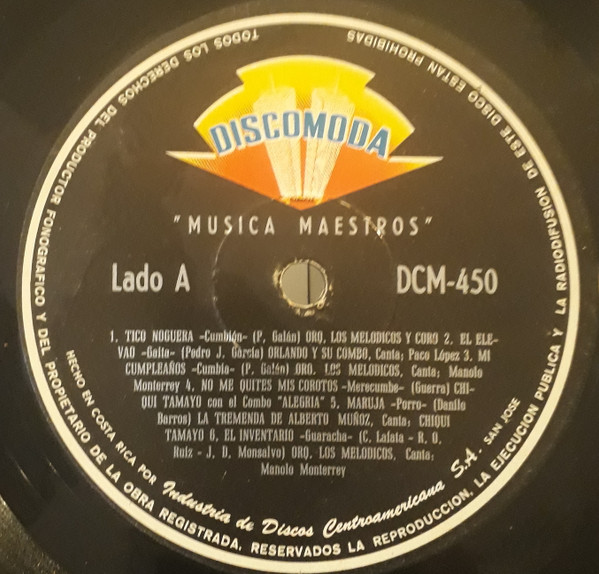 DISCOMODA
"MUSICA MAESTROS"
Lado A
DCM-450
1. TICO NOGUERA -Cumbión- (P. Galán) ORQ. LOS MELODICOS Y CORO 2. EL ELE-
VAO -Gaita- (Pedro J. García) ORLANDO Y SU COMBO, Canta: Paco López 3. MI
CUMPLEAÑOS -Cumbia- (P. Galán) ORQ. LOS MELODICOS, Canta: Manolo
Monterrey 4. NO ME QUITES MIS COROTOS -Merecumbe- (Guerra) CHI-
QUI TAMAYO con el Combo "ALEGRIA" 5. MARUJA -Porro- (Danilo
Barros) LA TREMENDA DE ALBERTO MUÑOZ, Canta: CHIQUI
TAMAYO 6. EL INVENTARIO -Guaracha- (C. Lafata - R. O.
Ruiz - J. D. Monsalvo) ORQ. LOS MELODICOS, Canta:
Manolo Monterrey
HECHO EN COSTA RICA POR Industria de Discos Centroamericana S.A. SAN JOSE
TODOS LOS DERECHOS DEL PRODUCTOR FONOGRAFICO Y DEL PROPIETARIO DE LA OBRA REGISTRADA, RESERVADOS LA REPRODUCCION, LA EJECUCION PUBLICA Y LA RADIODIFUSION DE ESTE DISCO ESTAN PROHIBIDAS